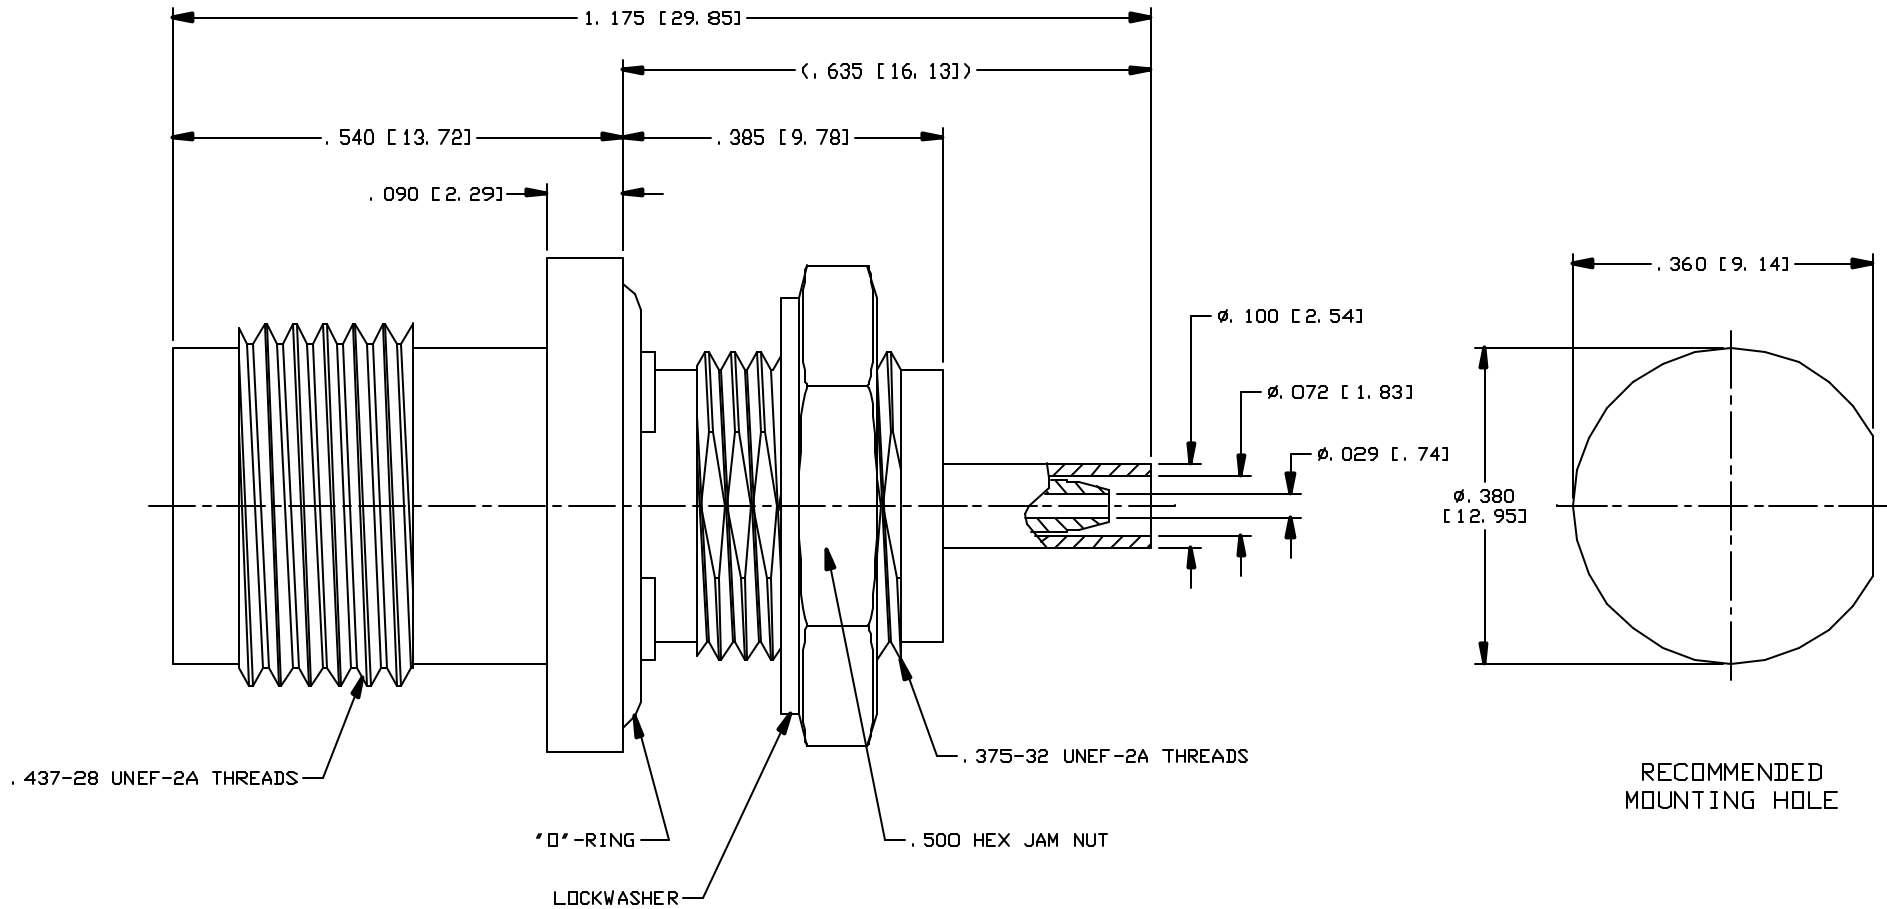 1.175 [29.85]
(.635 [16.13])
.540 [13.72]
.385 [9.78]
.090 [2.29]
.360 [9.14]
Ø.100 [2.54]
Ø.072 [1.83]
Ø.029 [.74]
Ø.380
[12.95]
.375-32 UNEF-2A THREADS
.437-28 UNEF-2A THREADS
RECOMMENDED
MOUNTING HOLE
"O"-RING
.500 HEX JAM NUT
LOCKWASHER